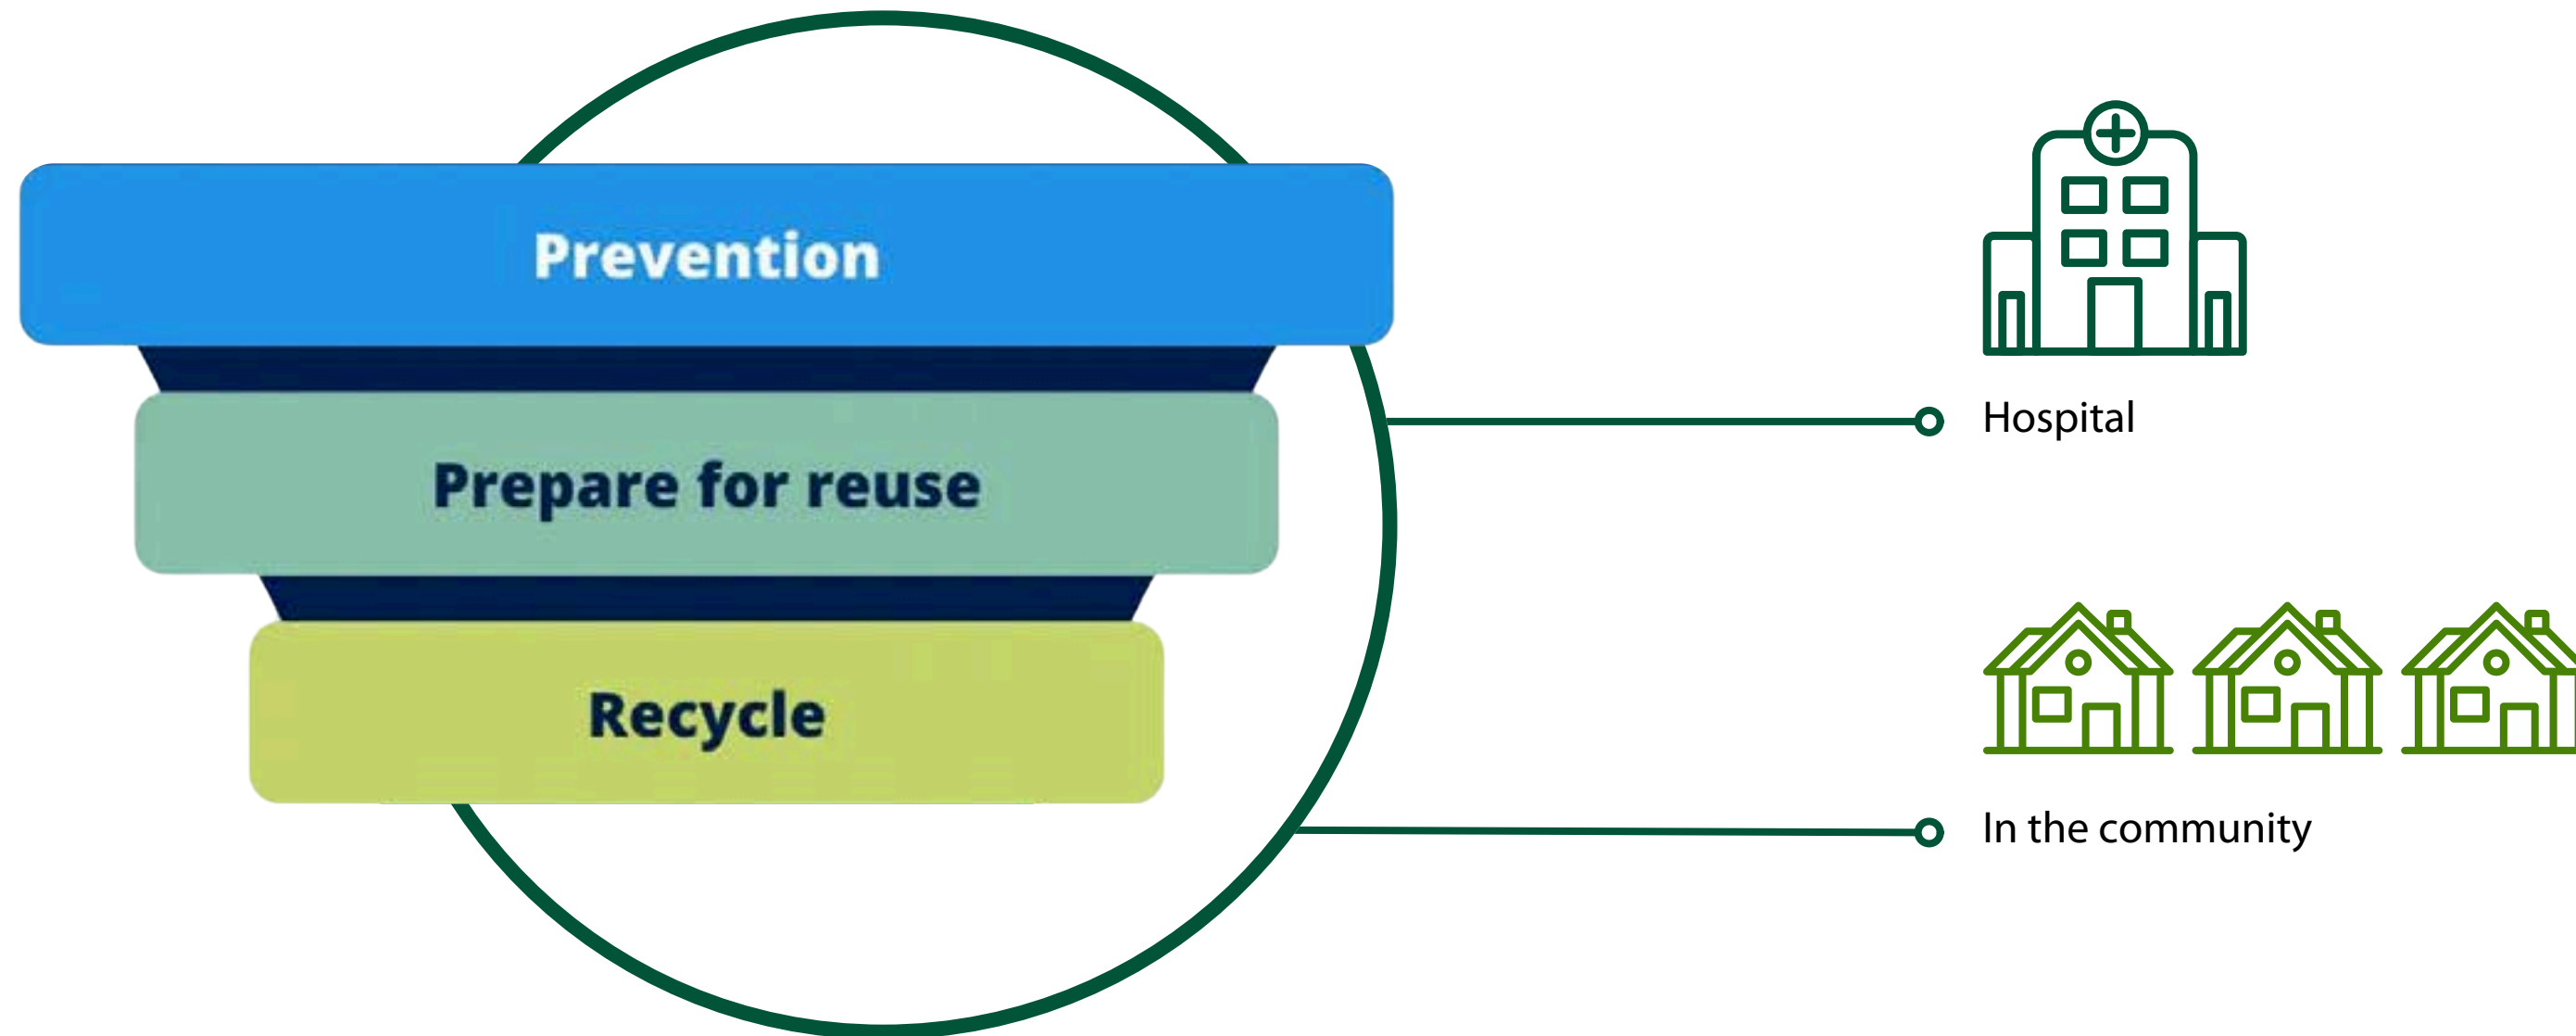 Prevention
Prepare for reuse
Recycle
Hospital
In the community